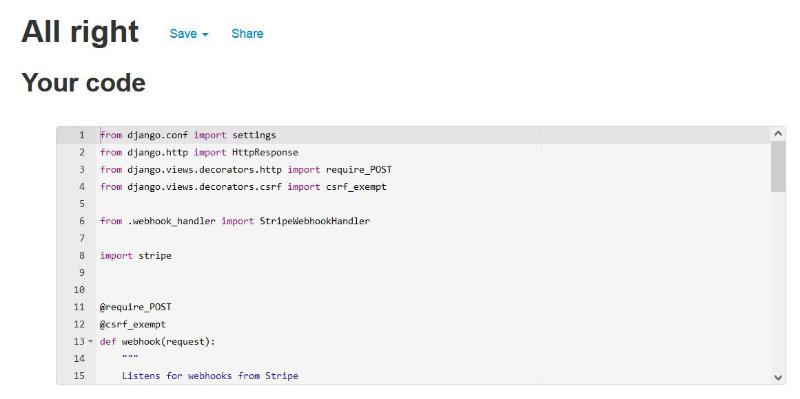 All right Save Share
Your code
1 from django.conf import settings
2 from django.http import HttpResponse
3 from django.views.decorators.http import require_POST
4 from django.views.decorators.csrf import csrf_exempt
5
6 from .webhook_handler import StripeWebhookHandler
7
8 import stripe
9
10
11 @require_POST
12 @csrf_exempt
13 def webhook(request):
14 """
15 Listens for webhooks from Stripe